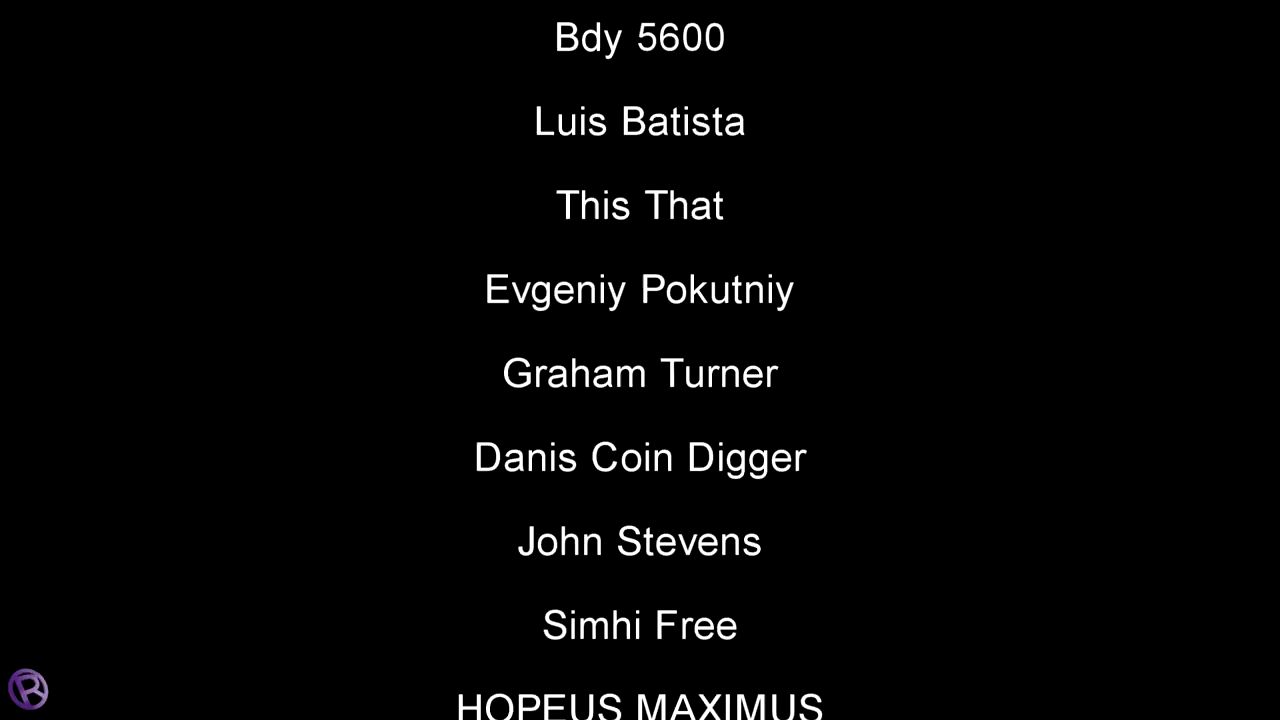 Bdy 5600
Luis Batista
This That
Evgeniy Pokutniy
Graham Turner
Danis Coin Digger
John Stevens
Simhi Free
HOPEUS MAXIMUS